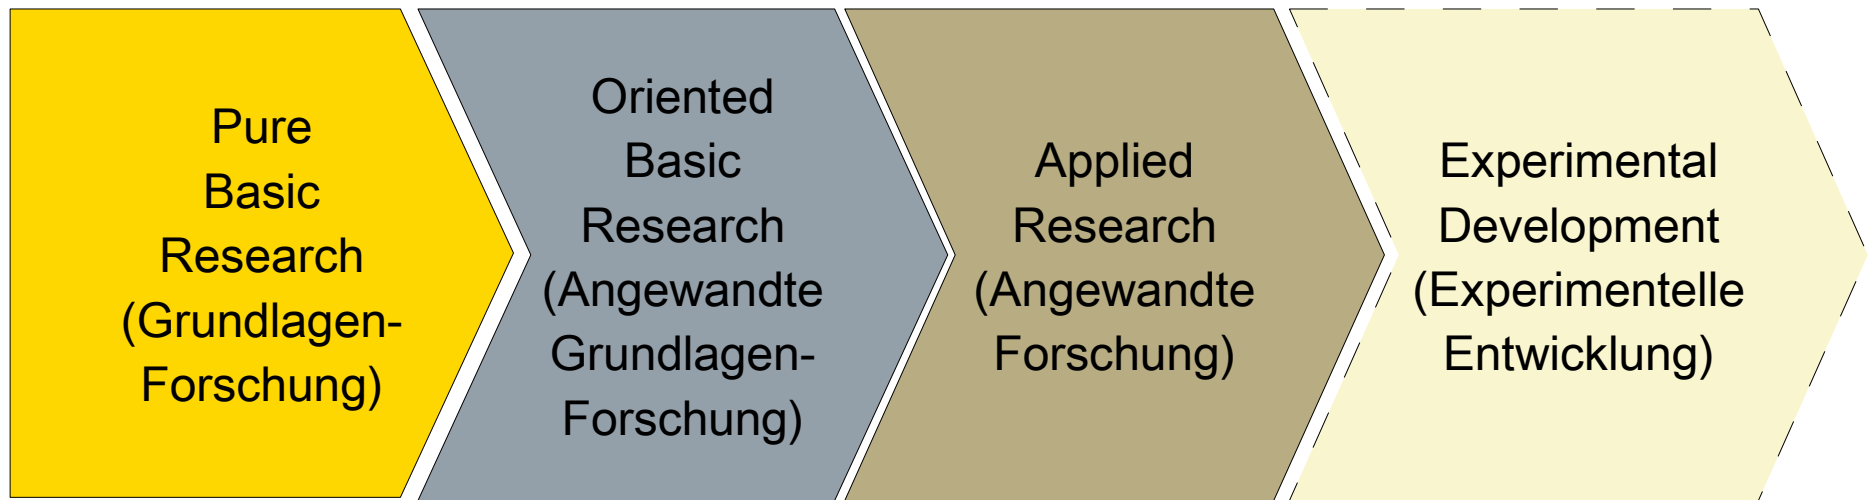 Pure
Basic
Research
(Grundlagen-
Forschung)
Oriented
Basic
Research
(Angewandte
Grundlagen-
Forschung)
Applied
Research
(Angewandte
Forschung)
Experimental
Development
(Experimentelle
Entwicklung)